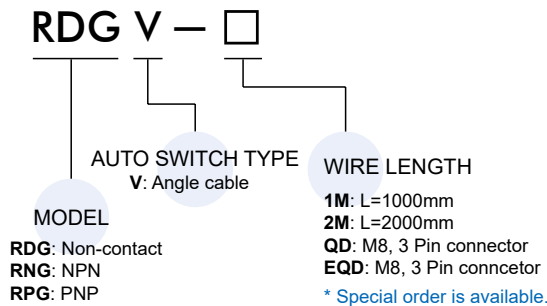 RDG V — □
AUTO SWITCH TYPE
V: Angle cable
WIRE LENGTH
1M: L=1000mm
2M: L=2000mm
QD: M8, 3 Pin connector
EQD: M8, 3 Pin conncetor
* Special order is available.
MODEL
RDG: Non-contact
RNG: NPN
RPG: PNP